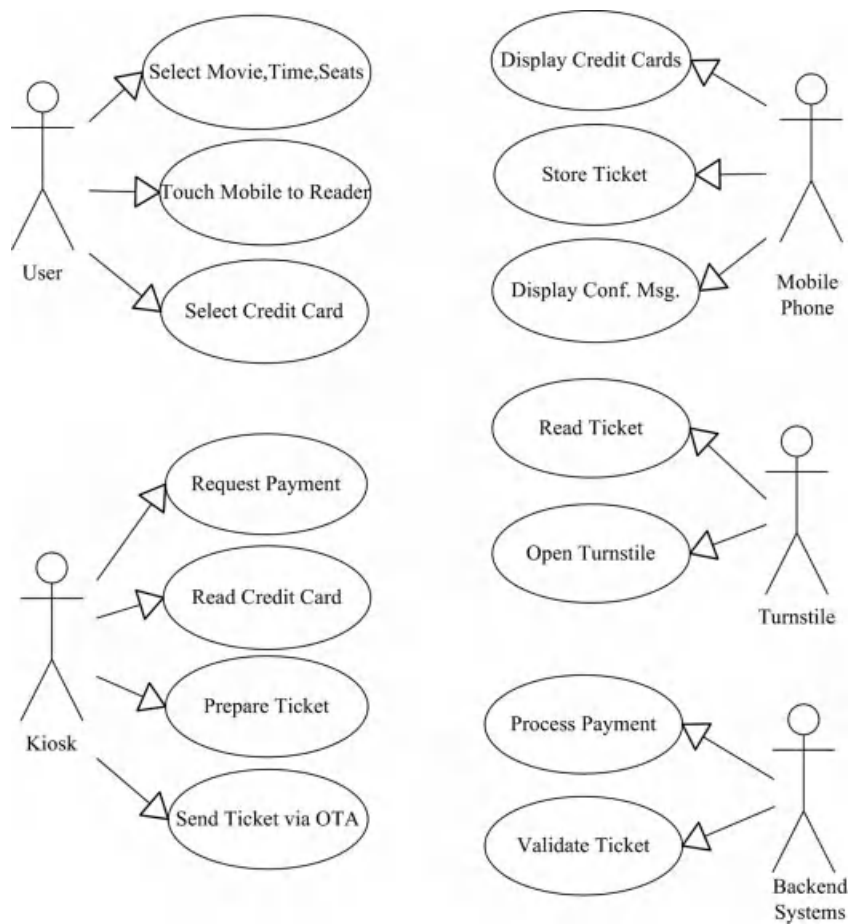 Select Movie,Time,Seats
Touch Mobile to Reader
User
Select Credit Card
Display Credit Cards
Store Ticket
Display Conf. Msg.
Mobile
Phone
Request Payment
Read Credit Card
Prepare Ticket
Kiosk
Send Ticket via OTA
Read Ticket
Open Turnstile
Turnstile
Process Payment
Validate Ticket
Backend
Systems